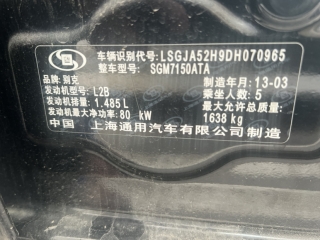 车辆识别代号: LSGJA52H9DH070965
整车型号: SGM7150ATA
品牌: 别克 制造年月: 13-03
发动机型号: L2B 乘坐人数: 5
发动机排量: 1.485L 最大允许总质量:
发动机最大净功率: 80 kW 1638 kg
中国 上海通用汽车有限公司制造